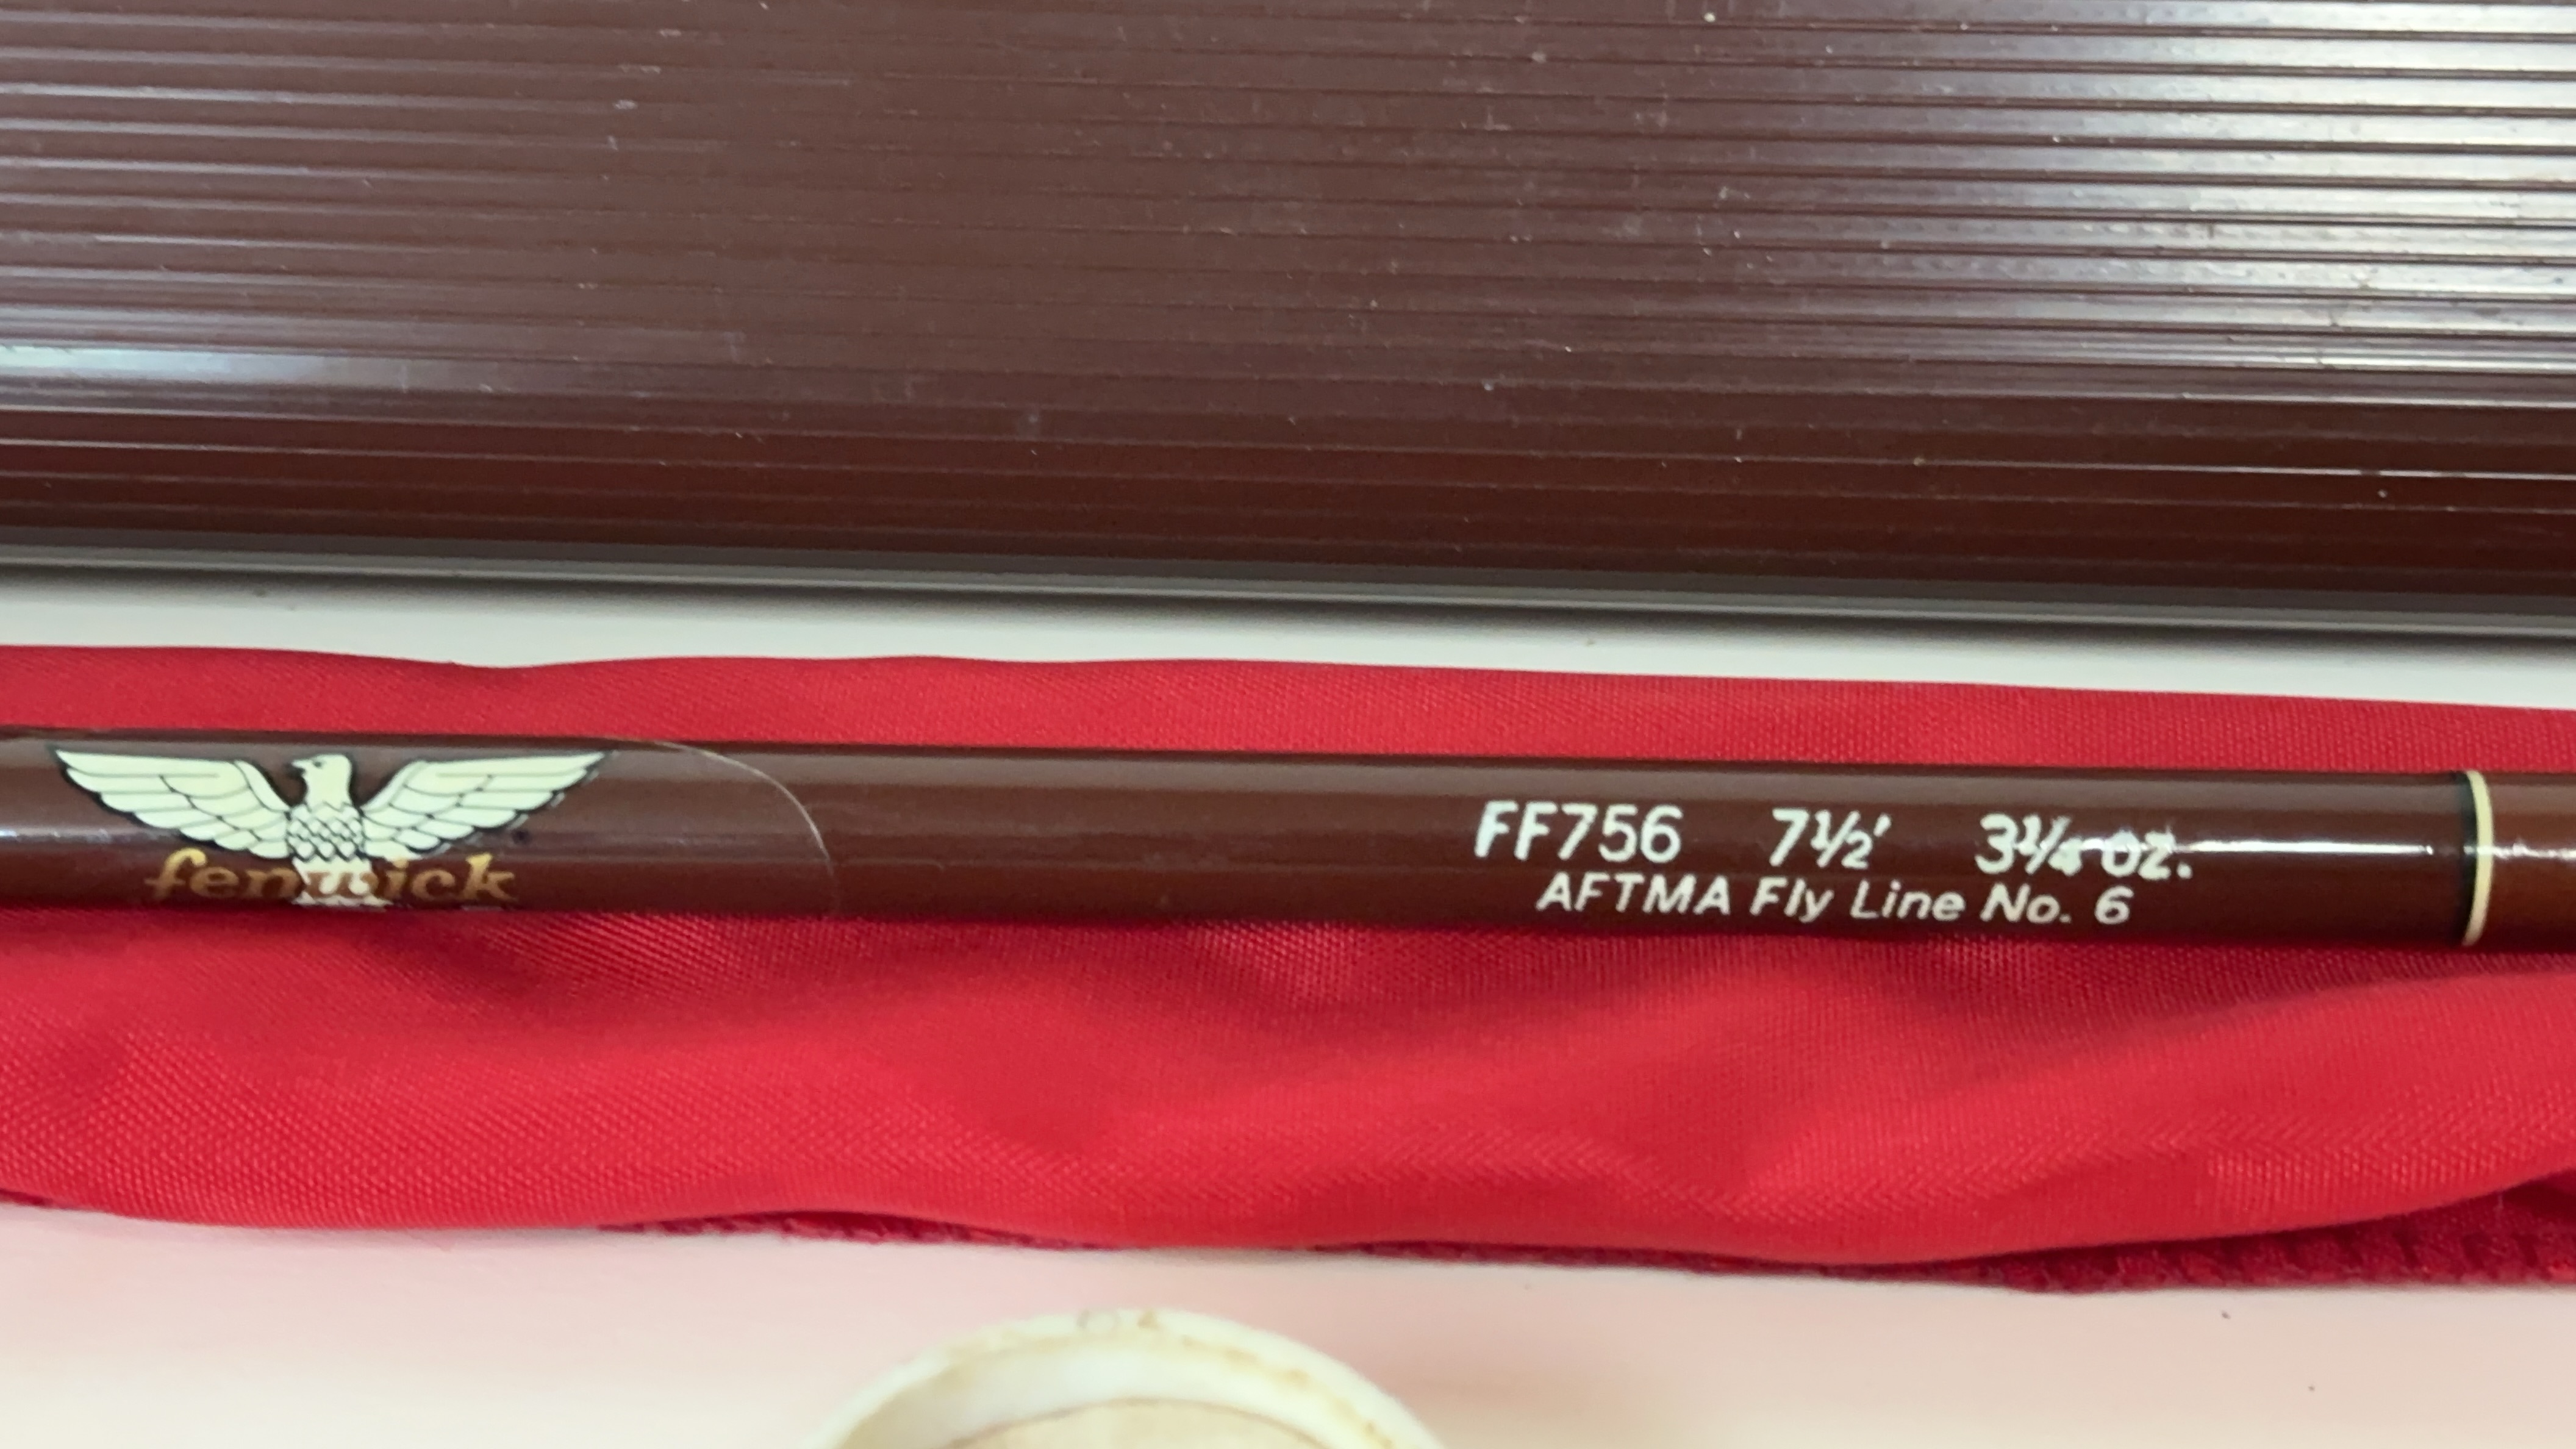 fenwick
FF756 7½' 3¼ oz.
AFTMA Fly Line No. 6